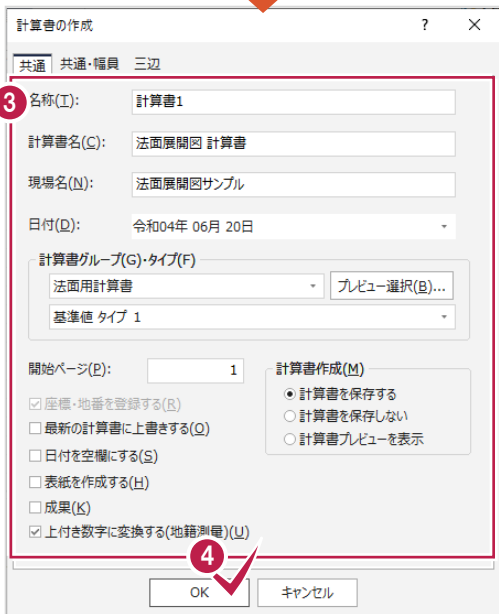 計算書の作成 ? ×
共通 共通・幅員 三辺
3
名称(T): 計算書1
計算書名(C): 法面展開図 計算書
現場名(N): 法面展開図サンプル
日付(D): 令和04年 06月 20日
計算書グループ(G)・タイプ(F)
法面用計算書 プレビュー選択(B)...
基準値 タイプ 1
開始ページ(P): 1
計算書作成(M)
計算書を保存する
計算書を保存しない
計算書プレビューを表示
座標・地番を登録する(R)
最新の計算書に上書きする(O)
日付を空欄にする(S)
表紙を作成する(H)
成果(K)
上付き数字に変換する(地籍測量)(U)
4
OK キャンセル